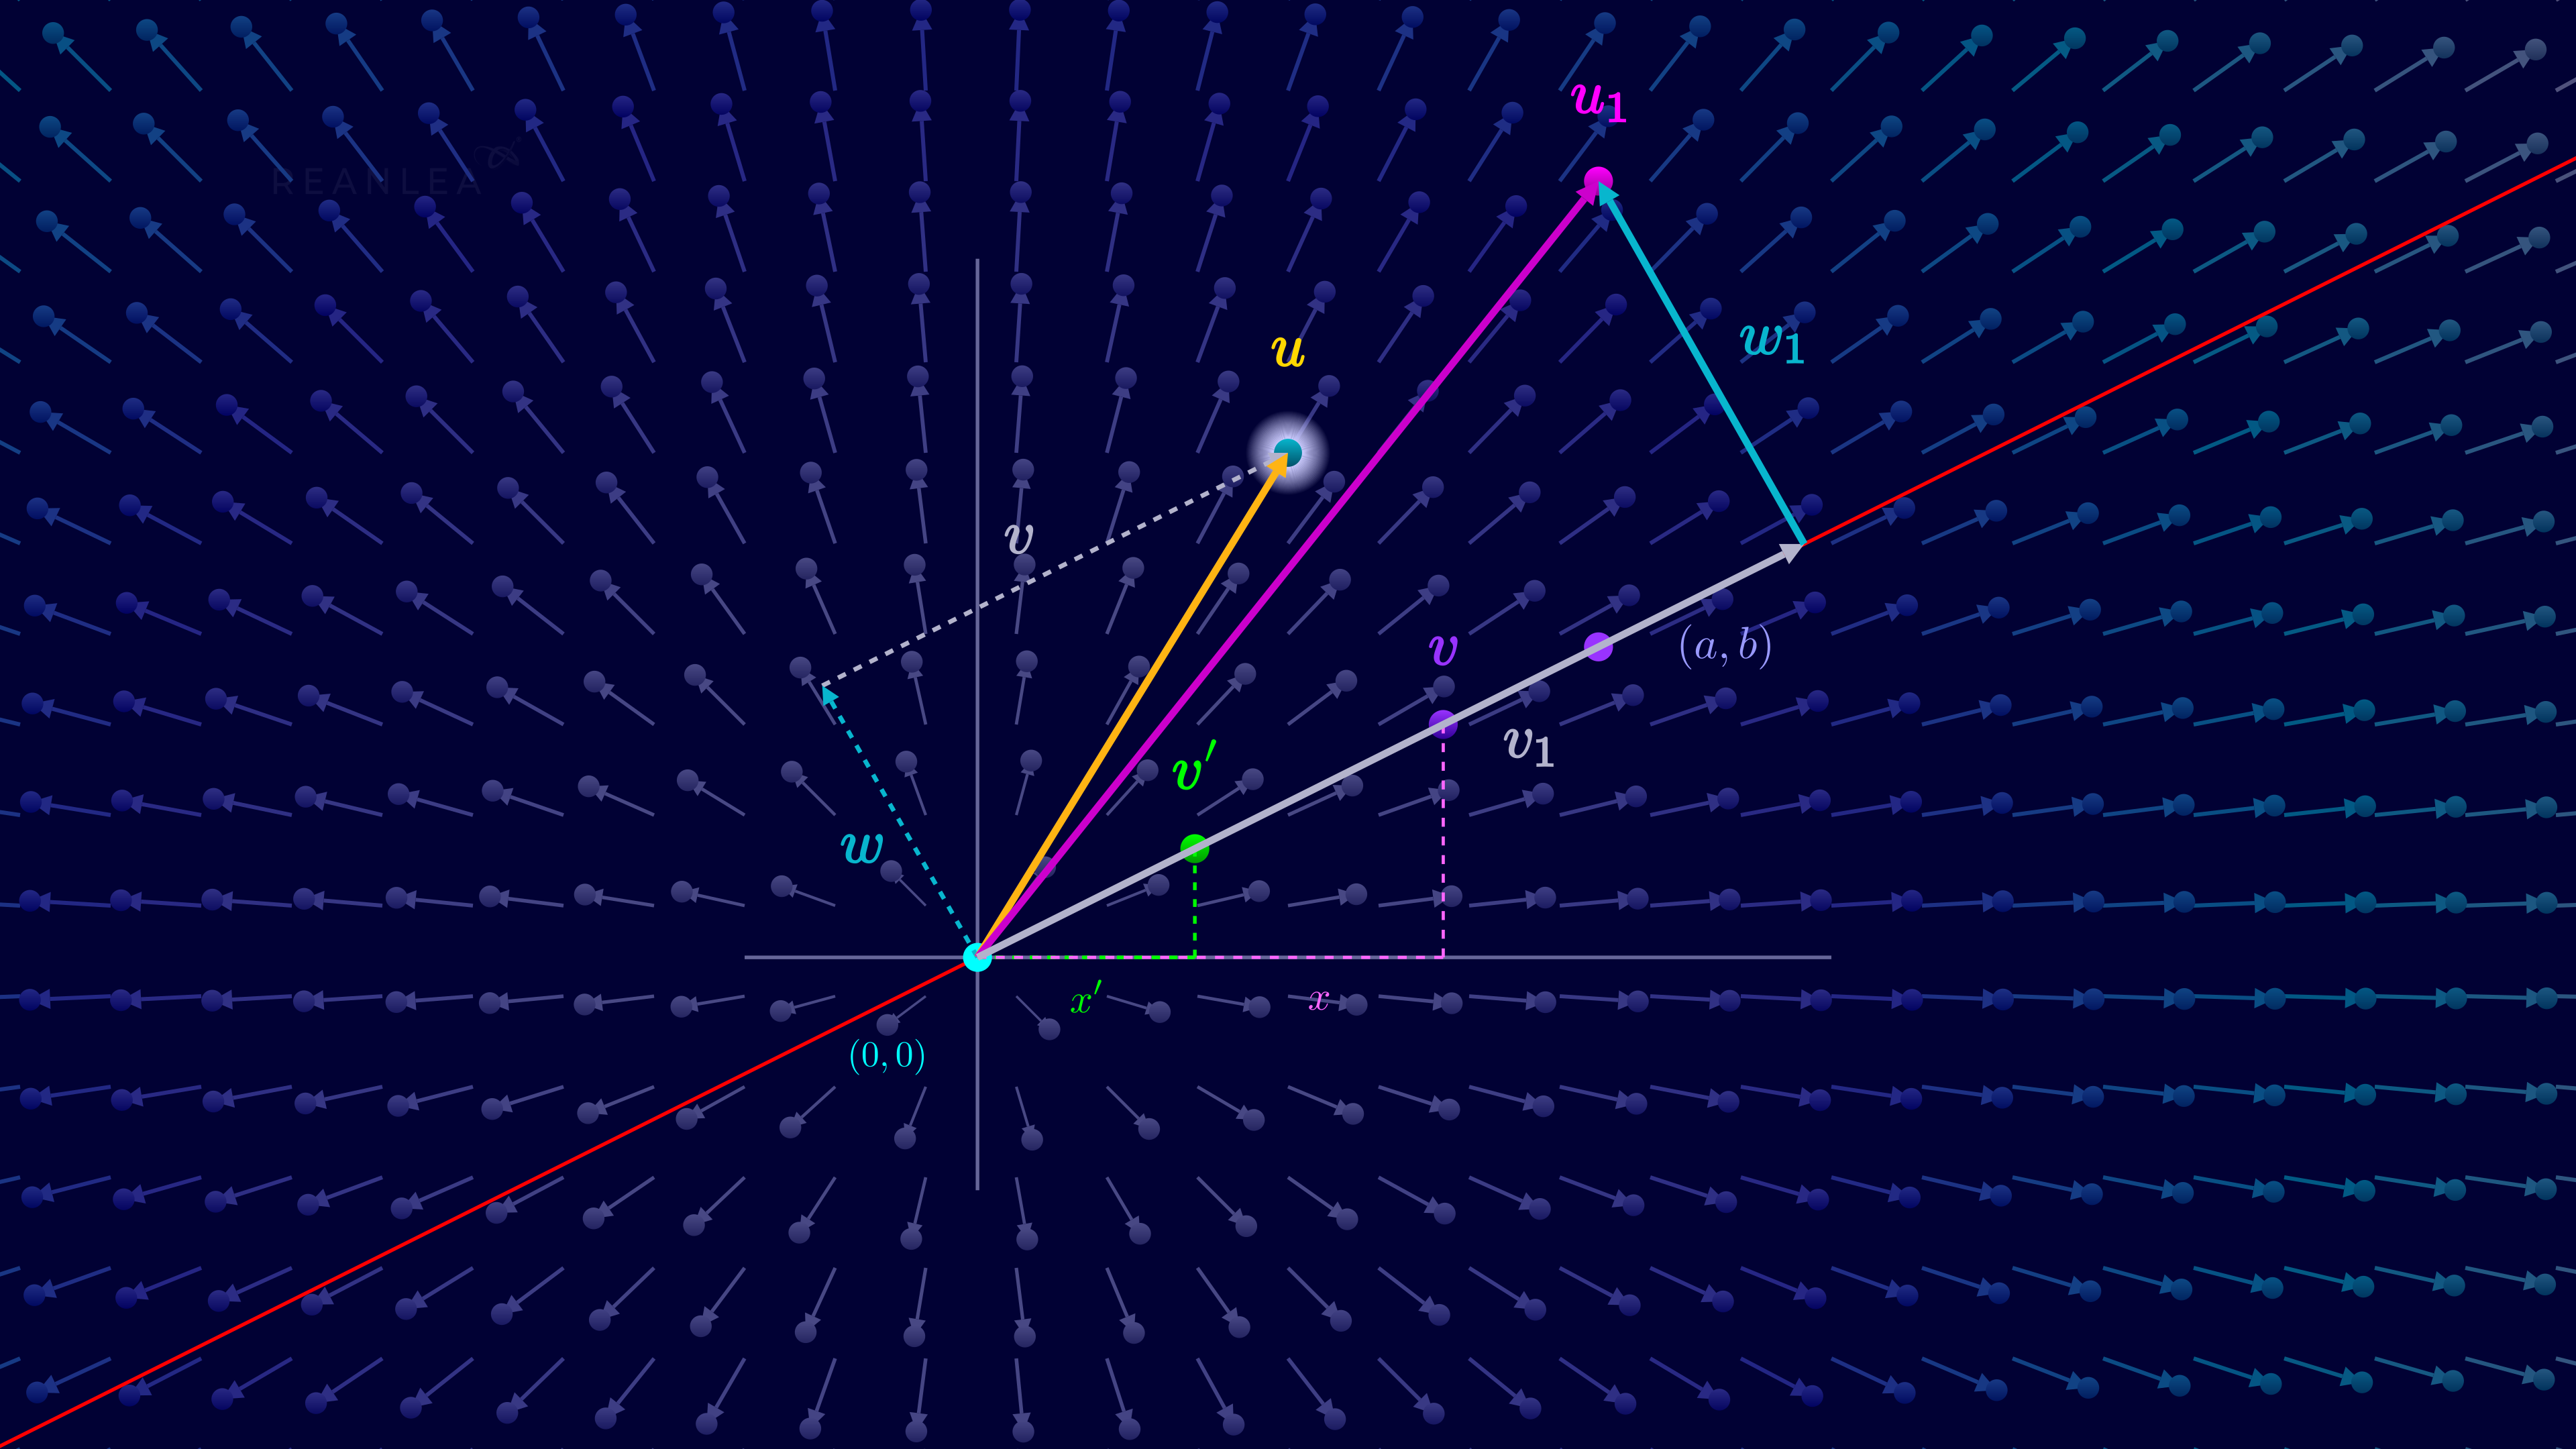 u₁
REANLEA
w₁
u
v
(a, b)
v
v₁
v′
w
x′
x
(0, 0)